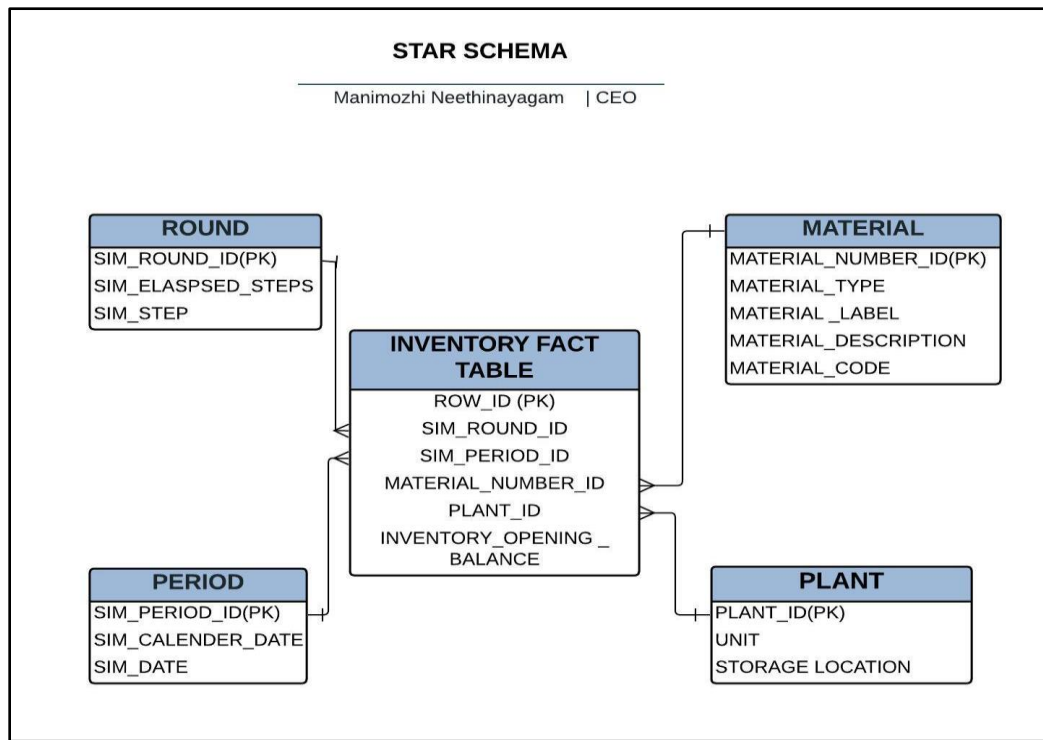 STAR SCHEMA
Manimozhi Neethinayagam | CEO
ROUND
SIM_ROUND_ID(PK)
SIM_ELASPSED_STEPS
SIM_STEP
MATERIAL
MATERIAL_NUMBER_ID(PK)
MATERIAL_TYPE
MATERIAL _LABEL
MATERIAL_DESCRIPTION
MATERIAL_CODE
INVENTORY FACT
TABLE
ROW_ID (PK)
SIM_ROUND_ID
SIM_PERIOD_ID
MATERIAL_NUMBER_ID
PLANT_ID
INVENTORY_OPENING _
BALANCE
PERIOD
SIM_PERIOD_ID(PK)
SIM_CALENDER_DATE
SIM_DATE
PLANT
PLANT_ID(PK)
UNIT
STORAGE LOCATION